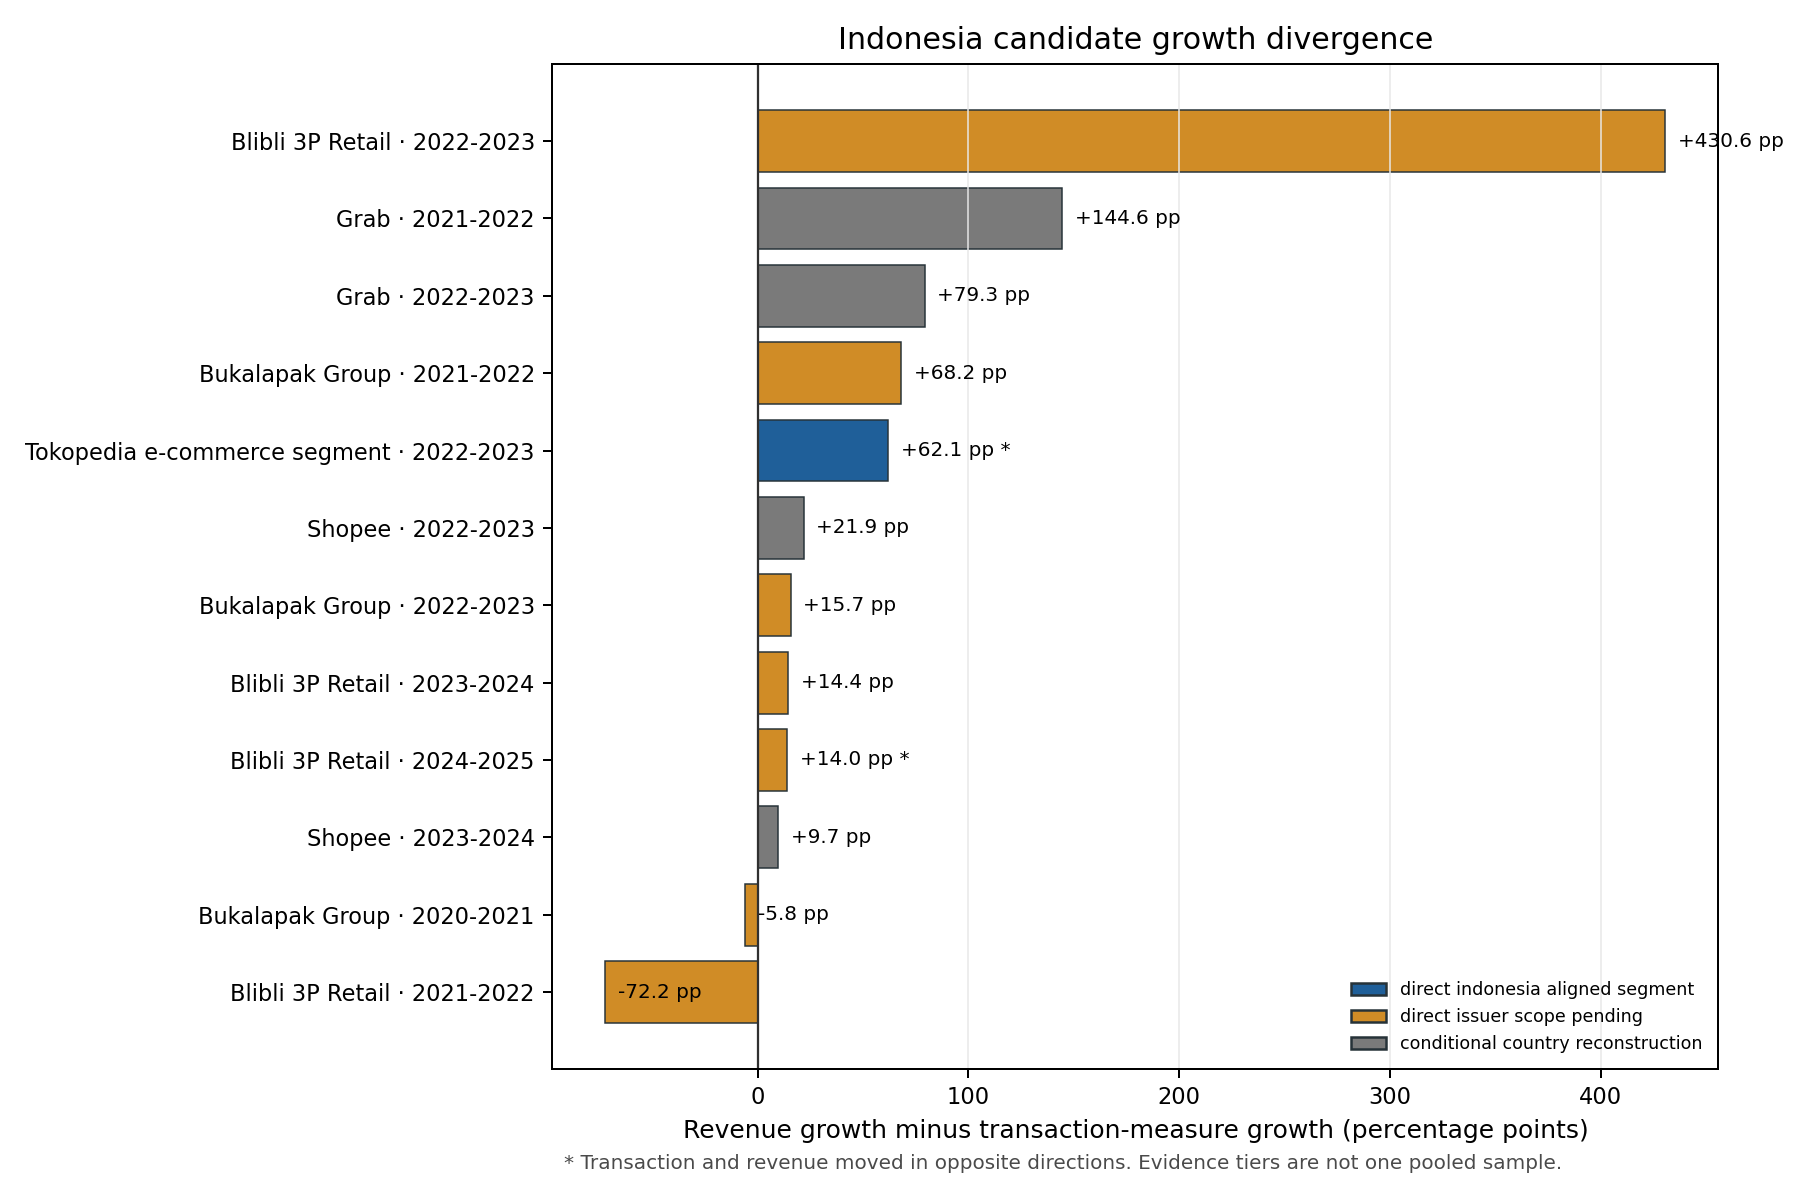 Indonesia candidate growth divergence
Blibli 3P Retail · 2022-2023
+430.6 pp
Grab · 2021-2022
+144.6 pp
Grab · 2022-2023
+79.3 pp
Bukalapak Group · 2021-2022
+68.2 pp
Tokopedia e-commerce segment · 2022-2023
+62.1 pp *
Shopee · 2022-2023
+21.9 pp
Bukalapak Group · 2022-2023
+15.7 pp
Blibli 3P Retail · 2023-2024
+14.4 pp
Blibli 3P Retail · 2024-2025
+14.0 pp *
Shopee · 2023-2024
+9.7 pp
Bukalapak Group · 2020-2021
-5.8 pp
Blibli 3P Retail · 2021-2022
-72.2 pp
direct indonesia aligned segment
direct issuer scope pending
conditional country reconstruction
0 100 200 300 400
Revenue growth minus transaction-measure growth (percentage points)
* Transaction and revenue moved in opposite directions. Evidence tiers are not one pooled sample.